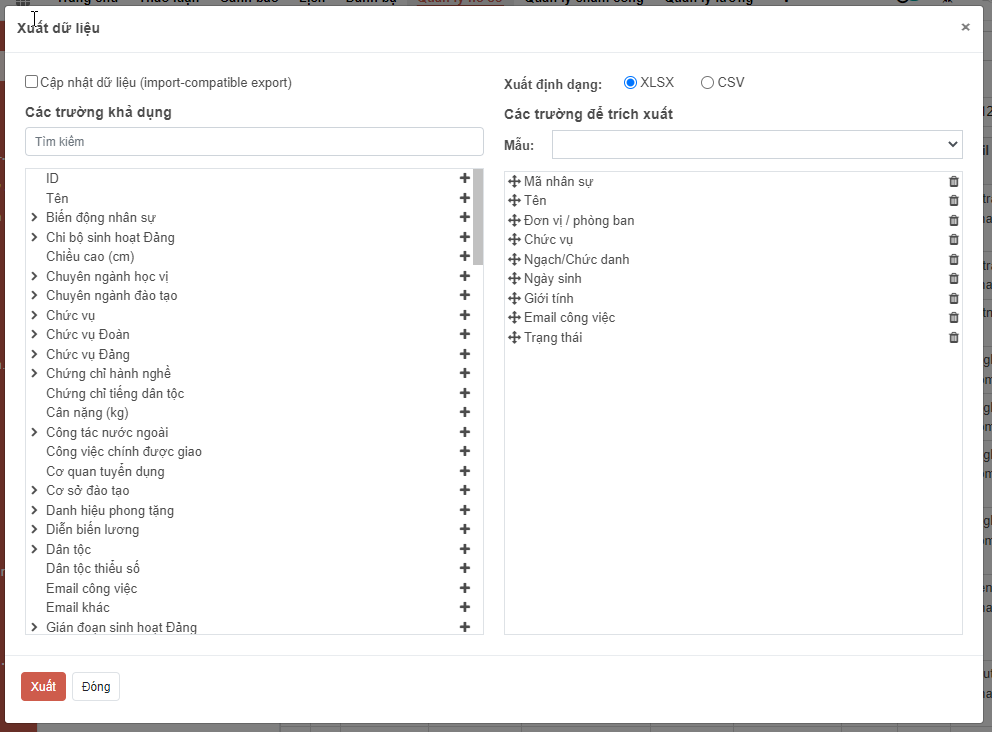 Xuất dữ liệu
×
Cập nhật dữ liệu (import-compatible export)
Xuất định dạng: XLSX CSV
Các trường khả dụng
Các trường để trích xuất
Tìm kiếm
Mẫu:
ID
Tên
Biến động nhân sự
Chi bộ sinh hoạt Đảng
Chiều cao (cm)
Chuyên ngành học vị
Chuyên ngành đào tạo
Chức vụ
Chức vụ Đoàn
Chức vụ Đảng
Chứng chỉ hành nghề
Chứng chỉ tiếng dân tộc
Cân nặng (kg)
Công tác nước ngoài
Công việc chính được giao
Cơ quan tuyển dụng
Cơ sở đào tạo
Danh hiệu phong tặng
Diễn biến lương
Dân tộc
Dân tộc thiểu số
Email công việc
Email khác
Gián đoạn sinh hoạt Đảng
Mã nhân sự
Tên
Đơn vị / phòng ban
Chức vụ
Ngạch/Chức danh
Ngày sinh
Giới tính
Email công việc
Trạng thái
Xuất
Đóng